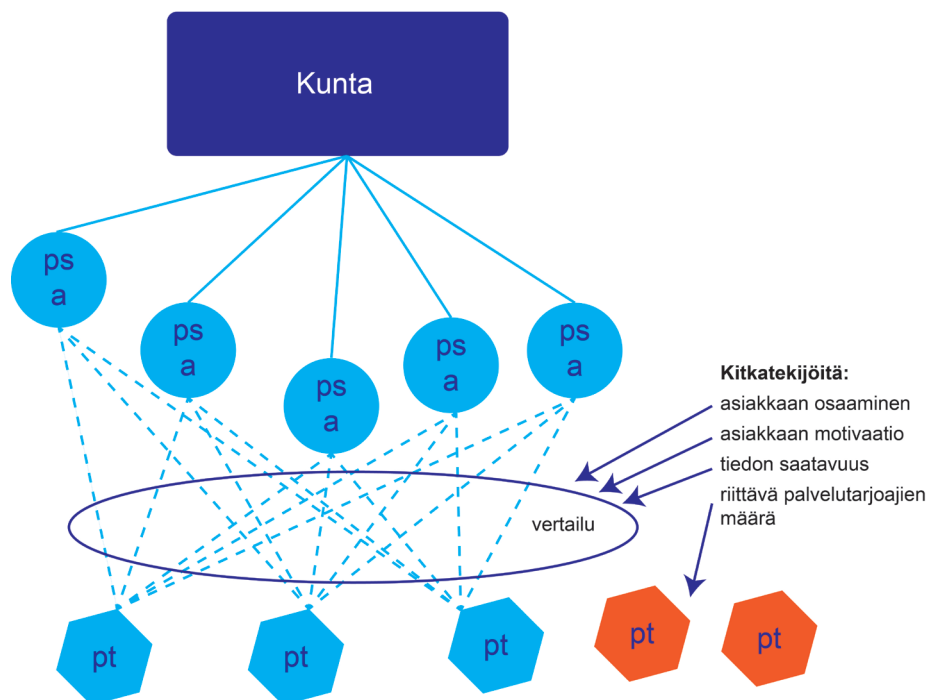 Kunta
ps
a
ps
a
ps
a
ps
a
ps
a
Kitkatekijöitä:
asiakkaan osaaminen
asiakkaan motivaatio
tiedon saatavuus
riittävä palvelutarjoajien
määrä
vertailu
pt
pt
pt
pt
pt